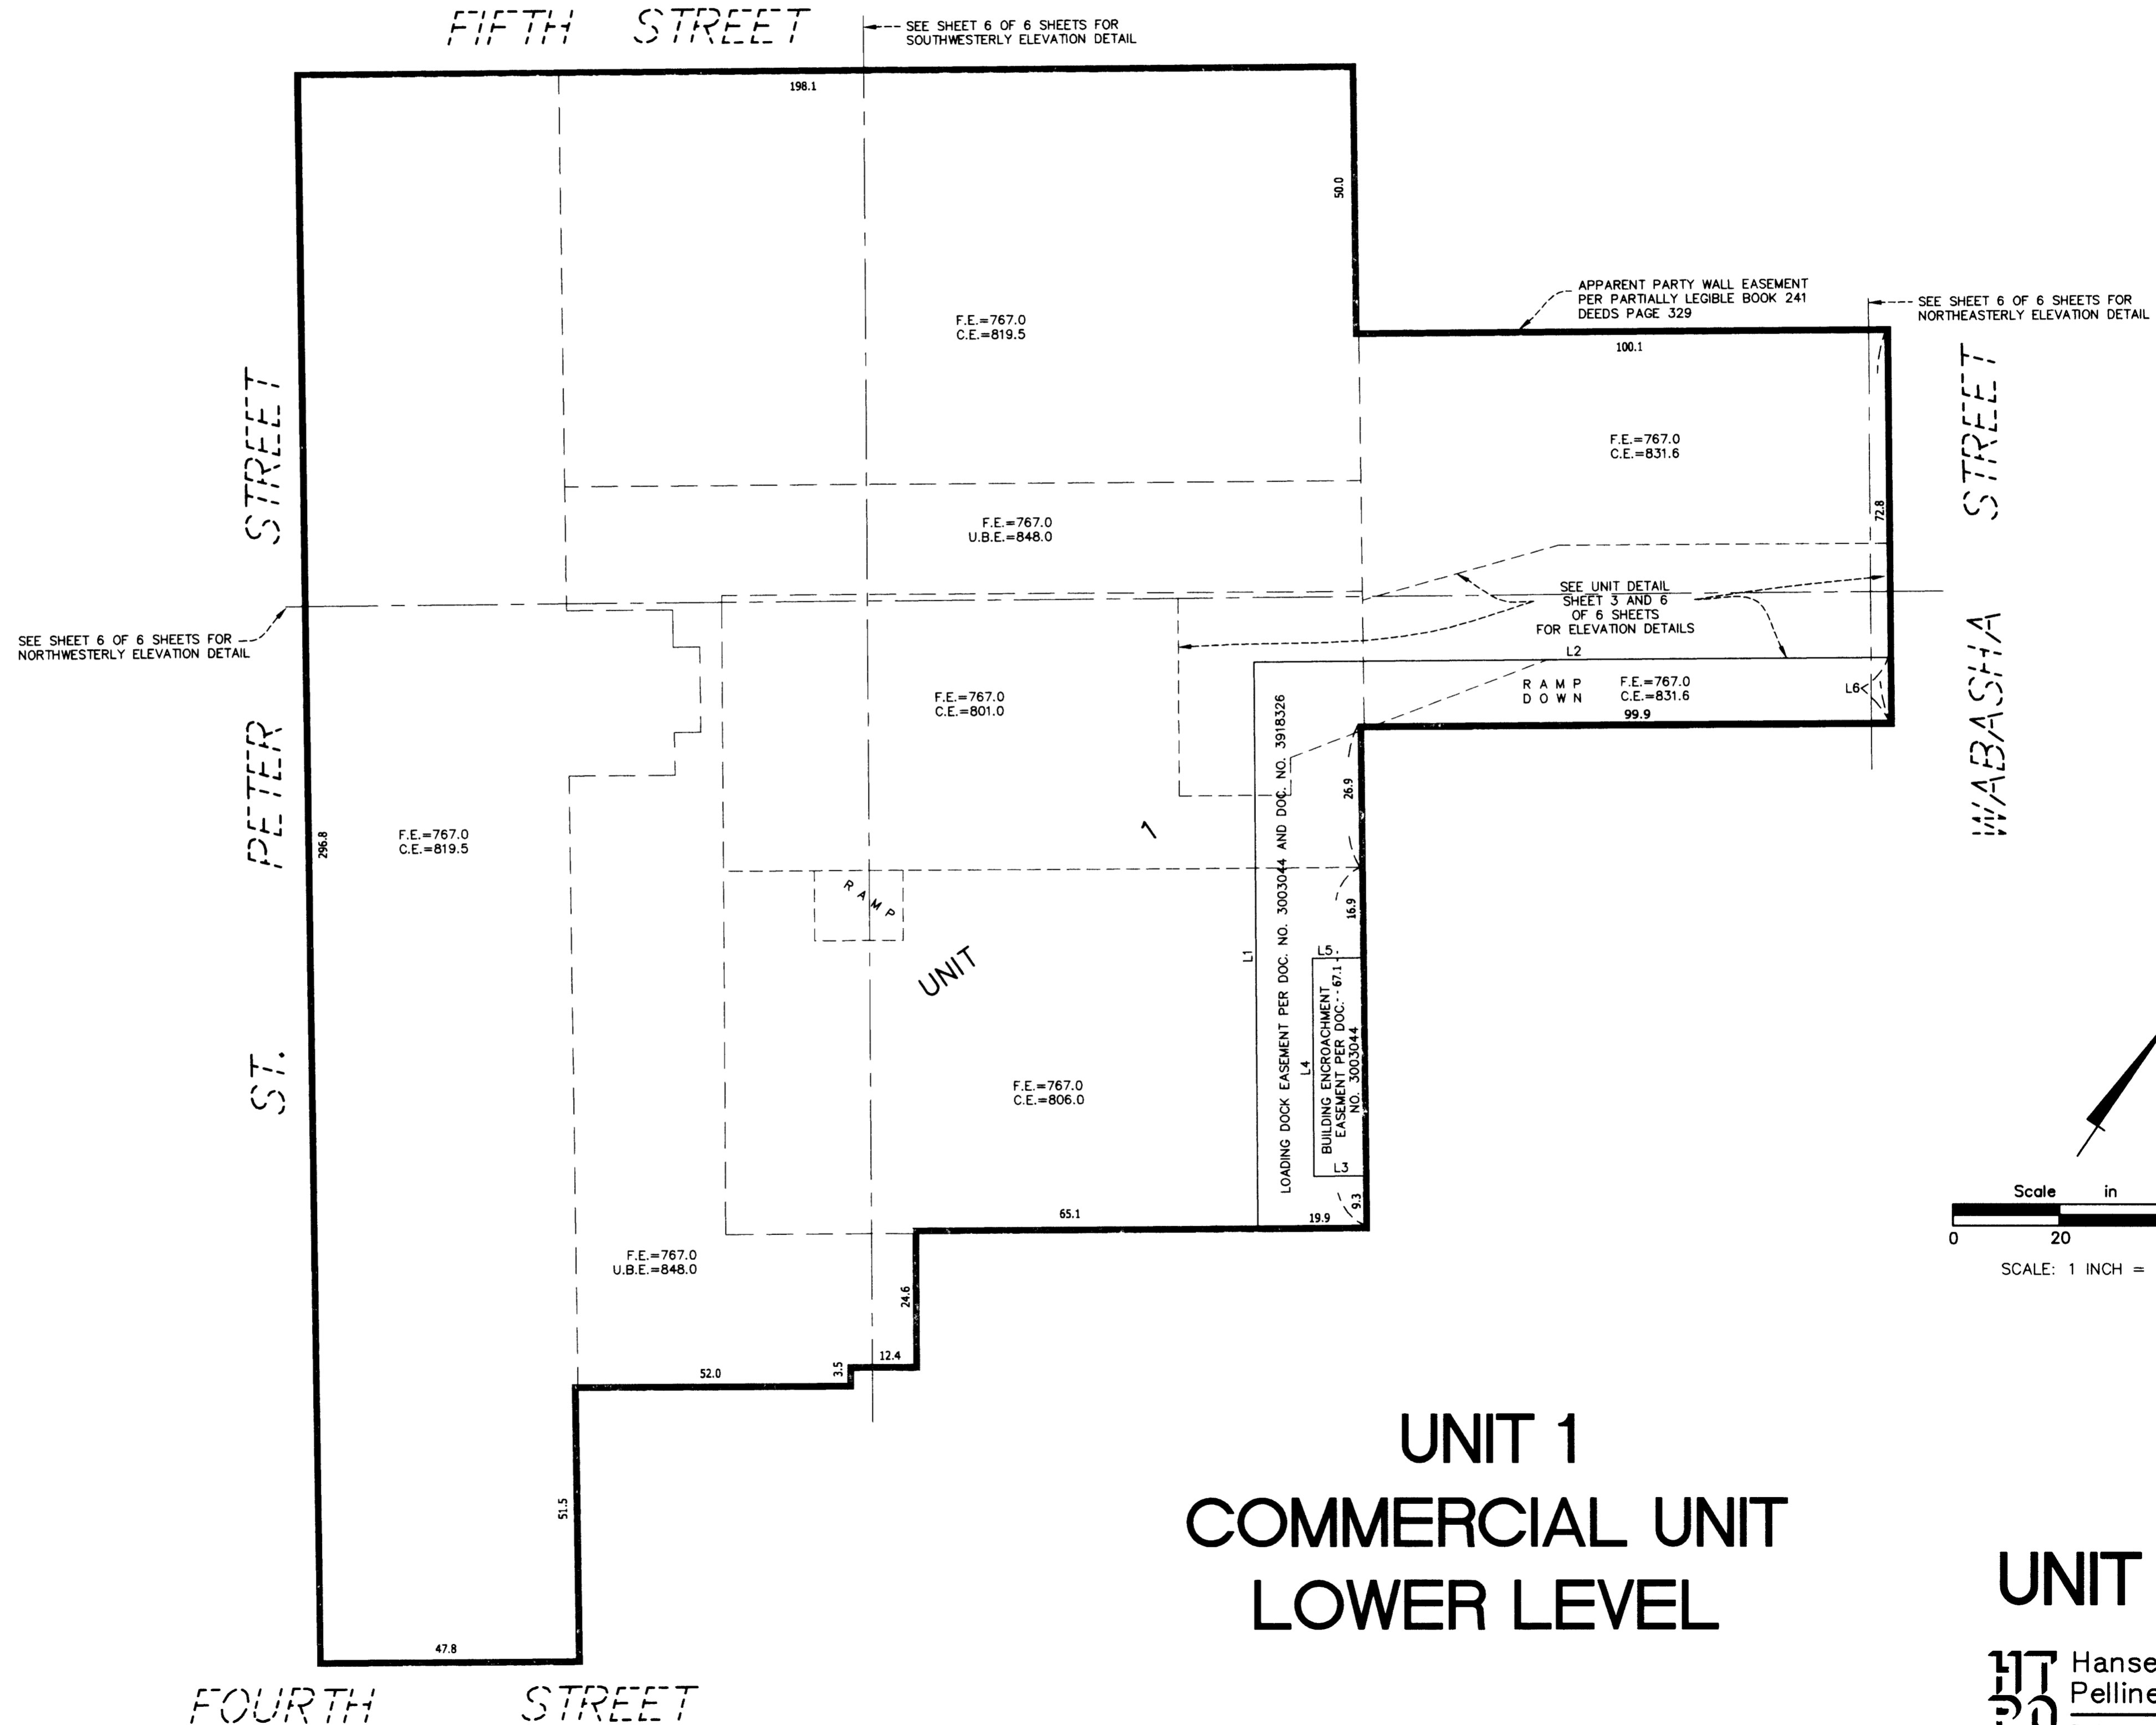 FIFTH STREET
SEE SHEET 6 OF 6 SHEETS FOR
SOUTHWESTERLY ELEVATION DETAIL
198.1
50.0
APPARENT PARTY WALL EASEMENT
PER PARTIALLY LEGIBLE BOOK 241
DEEDS PAGE 329
SEE SHEET 6 OF 6 SHEETS FOR
NORTHEASTERLY ELEVATION DETAIL
F.E.=767.0
C.E.=819.5
100.1
F.E.=767.0
C.E.=831.6
72.8
WABASHA STREET
F.E.=767.0
U.B.E.=848.0
SEE UNIT DETAIL
SHEET 3 AND 6
OF 6 SHEETS
FOR ELEVATION DETAILS
SEE SHEET 6 OF 6 SHEETS FOR
NORTHWESTERLY ELEVATION DETAIL
L2
RAMP
DOWN
F.E.=767.0
C.E.=831.6
L6
99.9
F.E.=767.0
C.E.=801.0
ST. PETER STREET
296.8
F.E.=767.0
C.E.=819.5
26.9
RAMP
UNIT 1
16.9
L1
LOADING DOCK EASEMENT PER DOC. NO. 3003044 AND DOC. NO. 3918326
L5
67.1
L4
BUILDING ENCROACHMENT
EASEMENT PER DOC.
NO. 3003044
L3
9.3
F.E.=767.0
C.E.=806.0
65.1
19.9
F.E.=767.0
U.B.E.=848.0
24.6
12.4
3.5
52.0
51.5
47.8
FOURTH STREET
Scale in
0 20
SCALE: 1 INCH =
UNIT 1
COMMERCIAL UNIT
LOWER LEVEL
UNIT
Hanse
Pelline